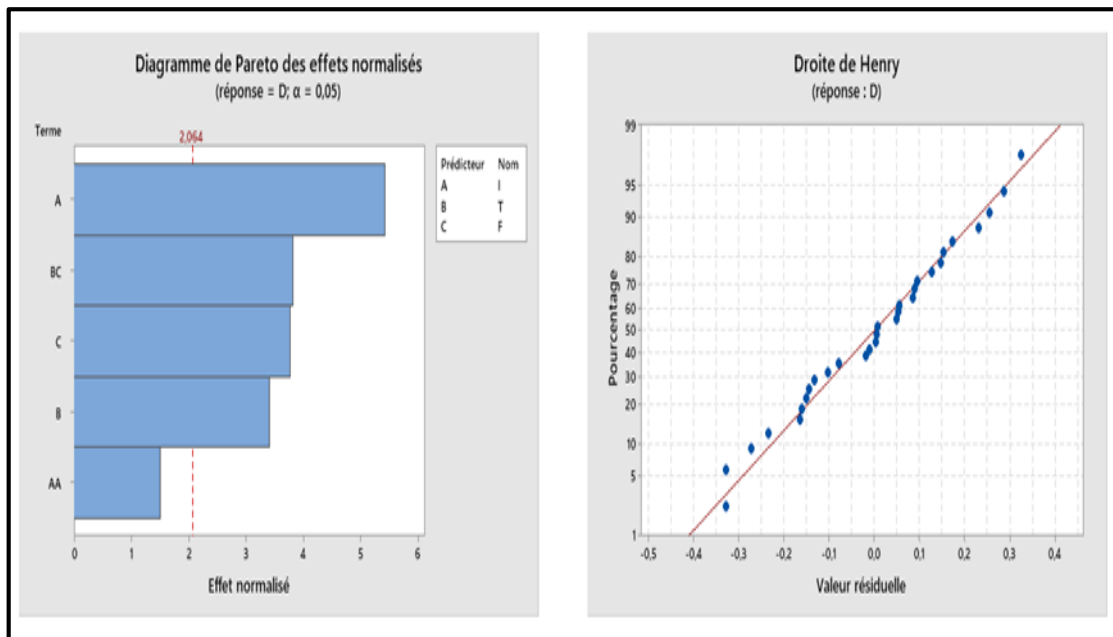 Diagramme de Pareto des effets normalisés
(réponse = D; α = 0,05)
Terme
2,064
A
BC
C
B
AA
0 1 2 3 4 5 6
Effet normalisé
Prédicteur Nom
A I
B T
C F
Droite de Henry
(réponse : D)
Pourcentage
99
95
90
80
70
60
50
40
30
20
10
5
1
-0,5 -0,4 -0,3 -0,2 -0,1 0,0 0,1 0,2 0,3 0,4
Valeur résiduelle